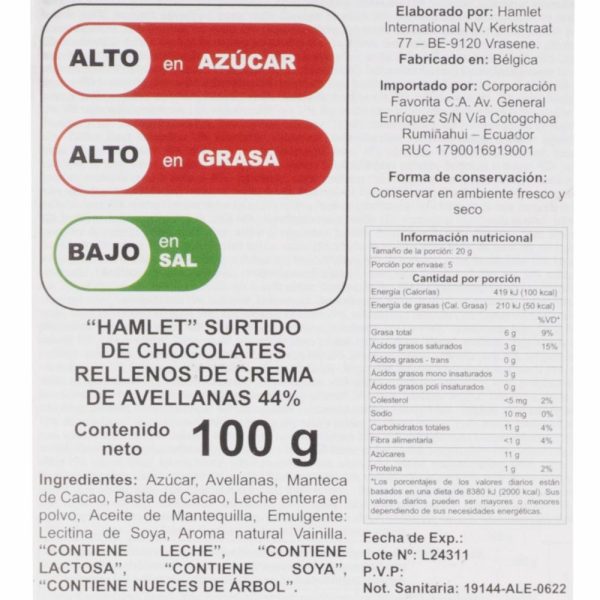 ALTO en AZÚCAR
ALTO en GRASA
BAJO en SAL
“HAMLET” SURTIDO
DE CHOCOLATES
RELLENOS DE CREMA
DE AVELLANAS 44%
Contenido neto 100 g
Ingredientes: Azúcar, Avellanas, Manteca
de Cacao, Pasta de Cacao, Leche entera en
polvo, Aceite de Mantequilla, Emulgente:
Lecitina de Soya, Aroma natural Vainilla.
“CONTIENE LECHE”, “CONTIENE
LACTOSA”, “CONTIENE SOYA”,
“CONTIENE NUECES DE ÁRBOL”.
Elaborado por: Hamlet
International NV. Kerkstraat
77 – BE-9120 Vrasene.
Fabricado en: Bélgica
Importado por: Corporación
Favorita C.A. Av. General
Enríquez S/N Vía Cotogchoa
Rumiñahui – Ecuador
RUC 1790016919001
Forma de conservación:
Conservar en ambiente fresco y
seco
Información nutricional
Tamaño de la porción: 20 g
Porción por envase: 5
Cantidad por porción
Energía (Calorías) 419 kJ (100 kcal)
Energía de grasas (Cal. Grasa) 210 kJ (50 kcal)
%VD*
Grasa total 6 g 9%
Ácidos grasos saturados 3 g 15%
Ácidos grasos - trans 0 g
Ácidos grasos mono insaturados 3 g
Ácidos grasos poli insaturados 0 g
Colesterol <5 mg 2%
Sodio 10 mg 0%
Carbohidratos totales 11 g 4%
Fibra alimentaria <1 g 4%
Azúcares 11 g
Proteína 1 g 2%
*Los porcentajes de los valores diarios están
basados en una dieta de 8380 kJ (2000 kcal). Sus
valores diarios pueden ser mayores o menores
dependiendo de sus necesidades energéticas.
Fecha de Exp.:
Lote Nº: L24311
P.V.P:
Not. Sanitaria: 19144-ALE-0622